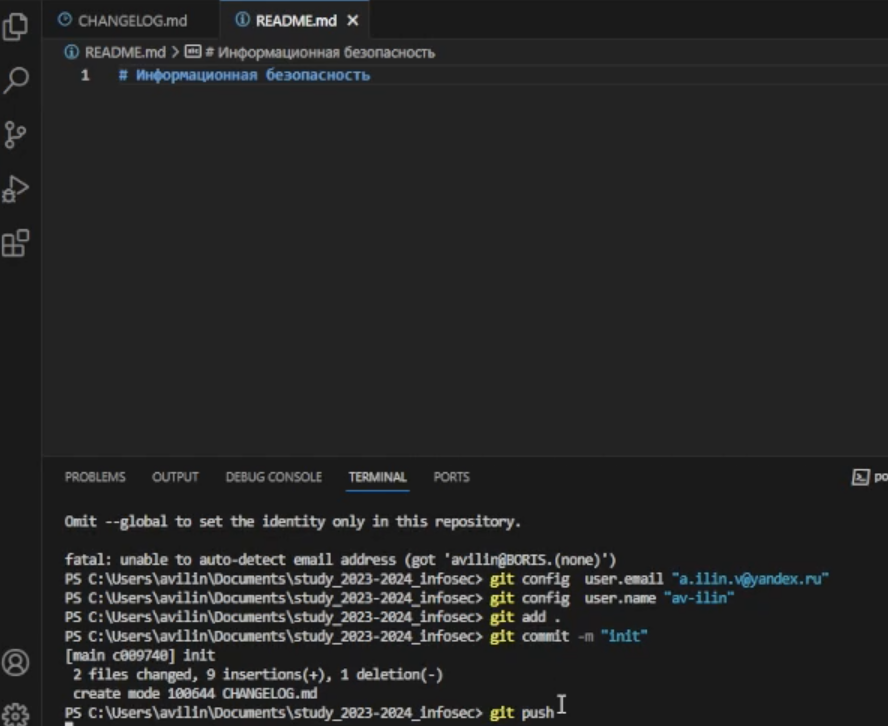 CHANGELOG.md README.md
README.md > # Информационная безопасность
1 # Информационная безопасность
PROBLEMS OUTPUT DEBUG CONSOLE TERMINAL PORTS
Omit --global to set the identity only in this repository.
fatal: unable to auto-detect email address (got 'avilin@BORIS.(none)')
PS C:\Users\avilin\Documents\study_2023-2024_infosec> git config  user.email "a.ilin.v@yandex.ru"
PS C:\Users\avilin\Documents\study_2023-2024_infosec> git config  user.name "av-ilin"
PS C:\Users\avilin\Documents\study_2023-2024_infosec> git add .
PS C:\Users\avilin\Documents\study_2023-2024_infosec> git commit -m "init"
[main c009740] init
 2 files changed, 9 insertions(+), 1 deletion(-)
 create mode 100644 CHANGELOG.md
PS C:\Users\avilin\Documents\study_2023-2024_infosec> git push